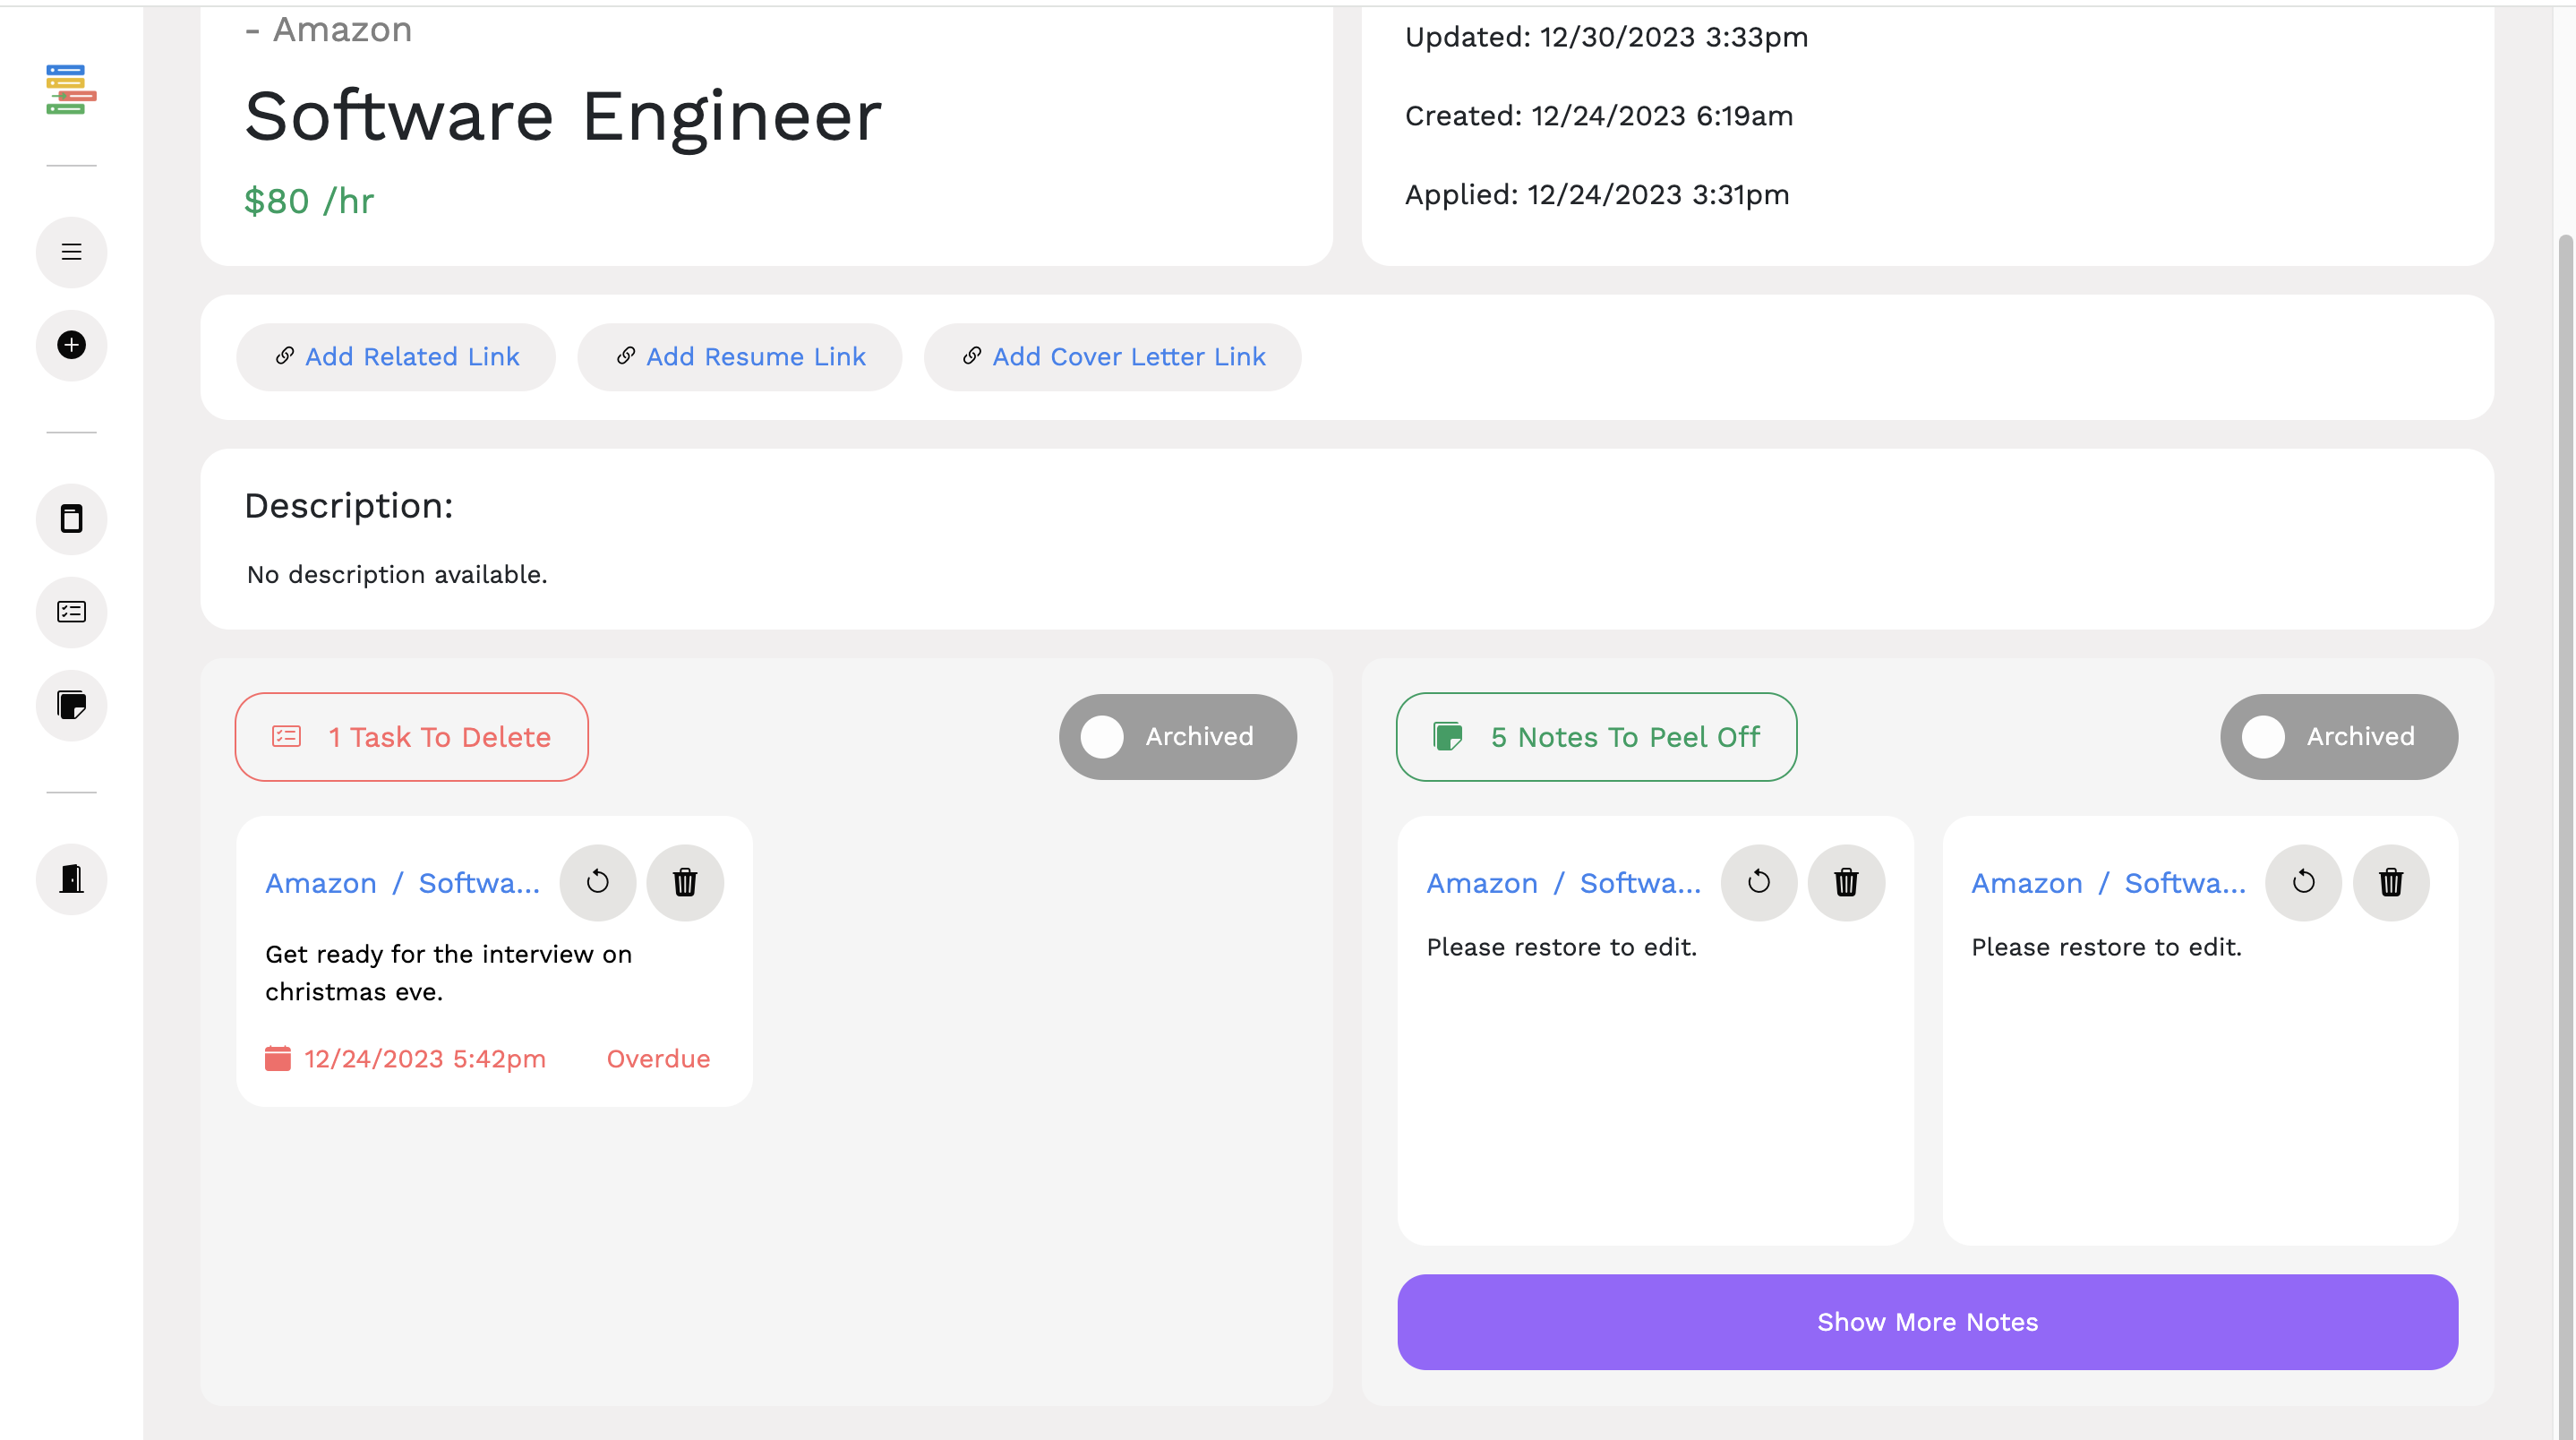 - Amazon
Software Engineer
$80 /hr
Updated: 12/30/2023 3:33pm
Created: 12/24/2023 6:19am
Applied: 12/24/2023 3:31pm
Add Related Link
Add Resume Link
Add Cover Letter Link
Description:
No description available.
1 Task To Delete
Archived
Amazon / Softwa...
Get ready for the interview on
christmas eve.
12/24/2023 5:42pm Overdue
5 Notes To Peel Off
Archived
Amazon / Softwa...
Please restore to edit.
Amazon / Softwa...
Please restore to edit.
Show More Notes